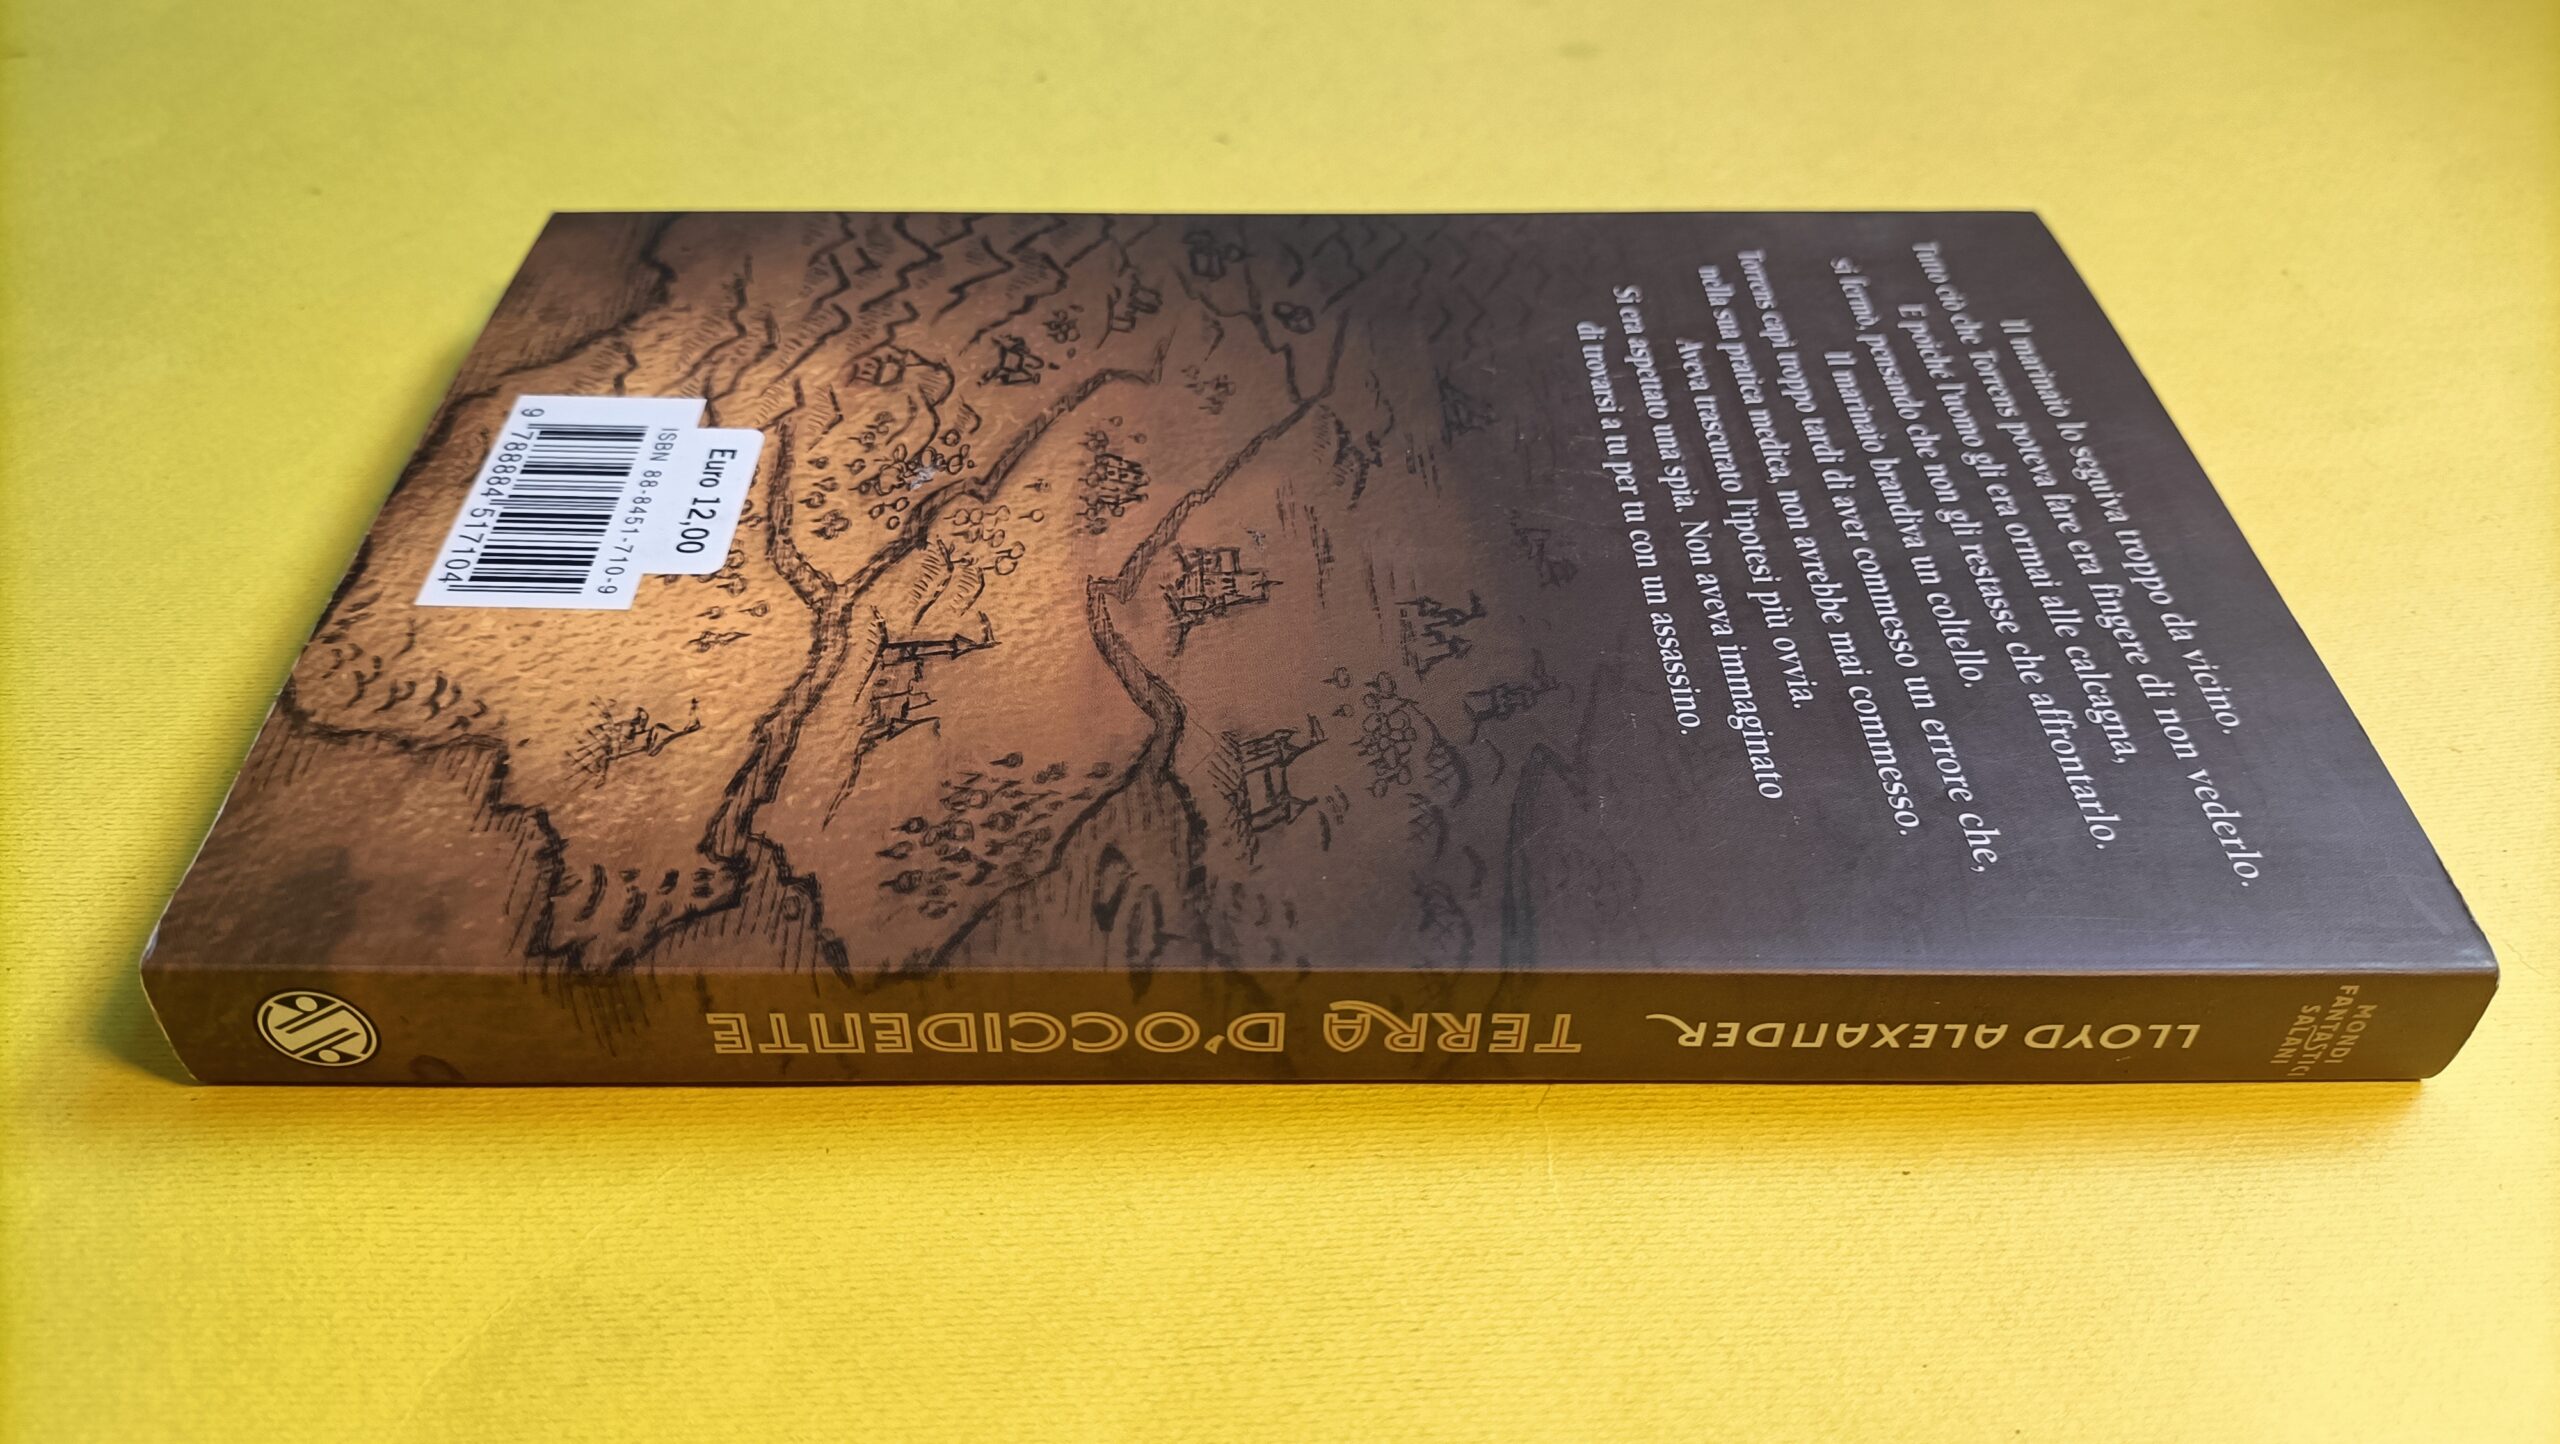 Il marinaio lo seguiva troppo da vicino.
Tutto ciò che Torrens poteva fare era fingere di non vederlo.
E poiché l'uomo gli era ormai alle calcagna,
si fermò, pensando che non gli restasse che affrontarlo.
Il marinaio brandiva un coltello.
Torrens capì troppo tardi di aver commesso un errore che,
nella sua pratica medica, non avrebbe mai commesso.
Aveva trascurato l'ipotesi più ovvia.
Si era aspettato una spia. Non aveva immaginato
di trovarsi a tu per tu con un assassino.
Euro 12,00
ISBN 88-8451-710-9
9 788884 517104
MONDI
FANTASTICI
SALANI
LLOYD ALEXANDER
TERRA D'OCCIDENTE